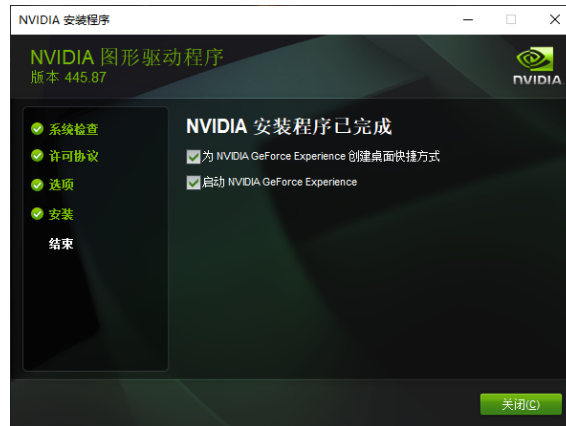 NVIDIA 安装程序
NVIDIA 图形驱动程序
版本 445.87
NVIDIA
系统检查
许可协议
选项
安装
结束
NVIDIA 安装程序已完成
为 NVIDIA GeForce Experience 创建桌面快捷方式
启动 NVIDIA GeForce Experience
关闭(C)